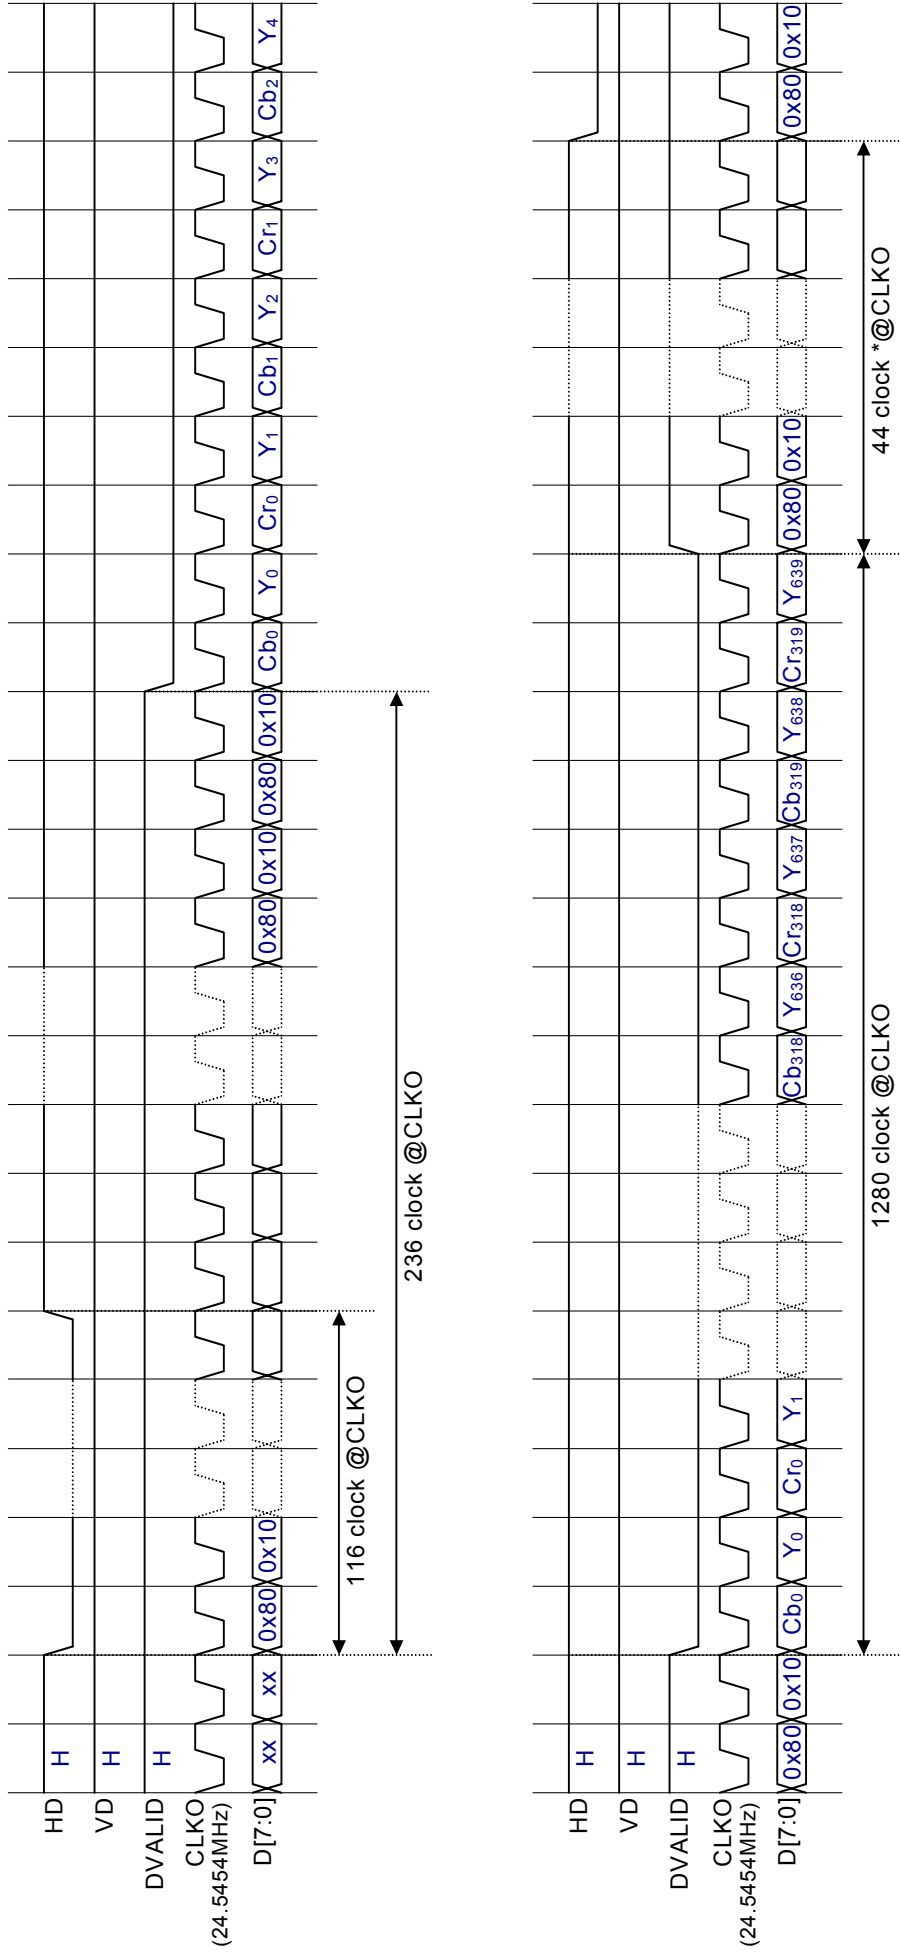 HD H
VD H
DVALID H
CLKO
(24.5454MHz)
D[7:0] xx xx 0x80 0x10 0x80 0x10 0x80 0x10 Cb0 Y0 Cr0 Y1 Cb1 Y2 Cr1 Y3 Cb2 Y4
116 clock @CLKO
236 clock @CLKO
HD H
VD H
DVALID H
CLKO
(24.5454MHz)
D[7:0] 0x80 0x10 Cb0 Y0 Cr0 Y1 Cb318 Y636 Cr318 Y637 Cb319 Y638 Cr319 Y639 0x80 0x10 0x80 0x10
1280 clock @CLKO 44 clock *@CLKO